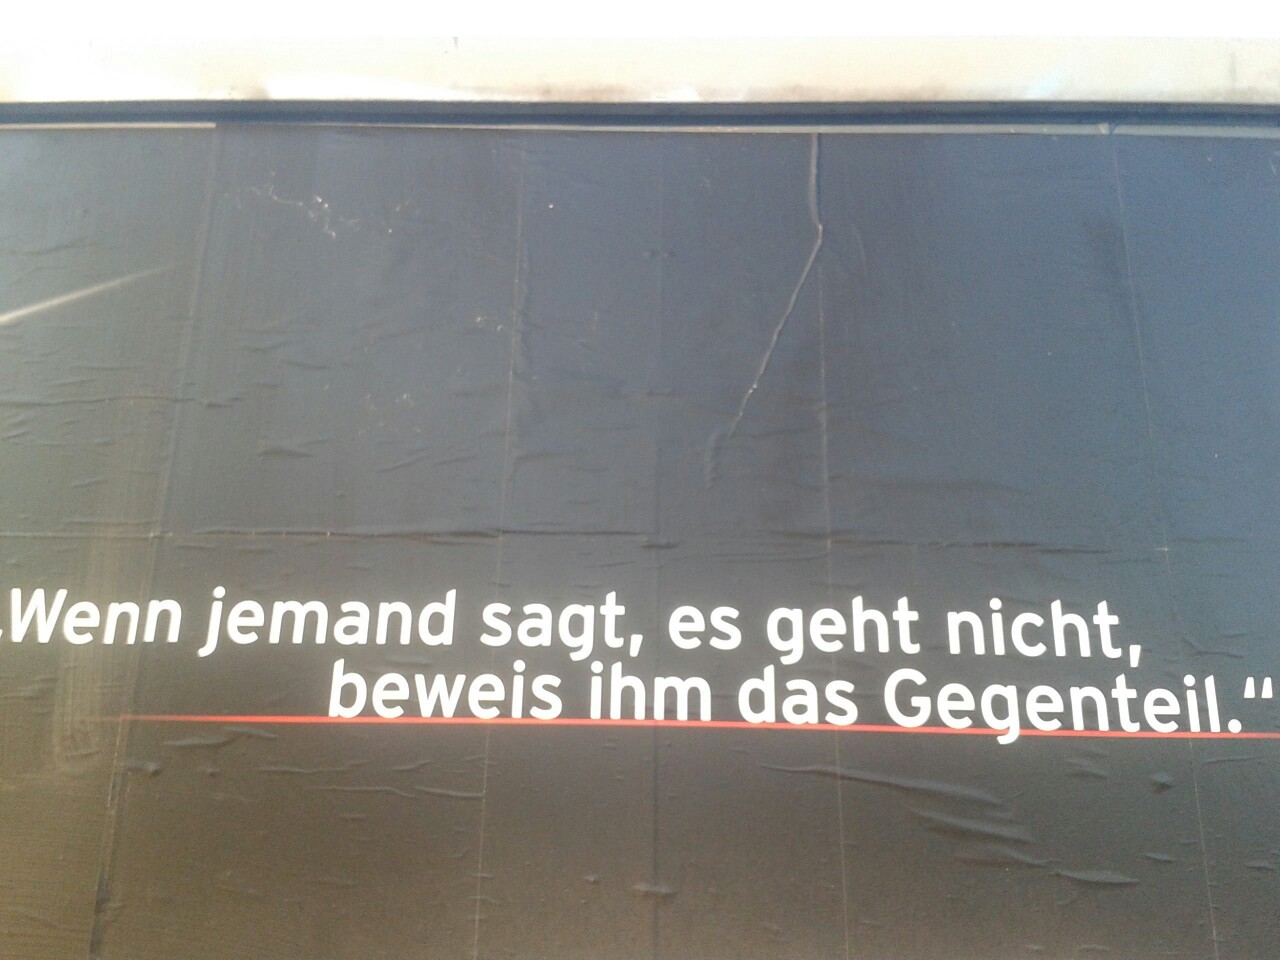 „Wenn jemand sagt, es geht nicht,
beweis ihm das Gegenteil.“